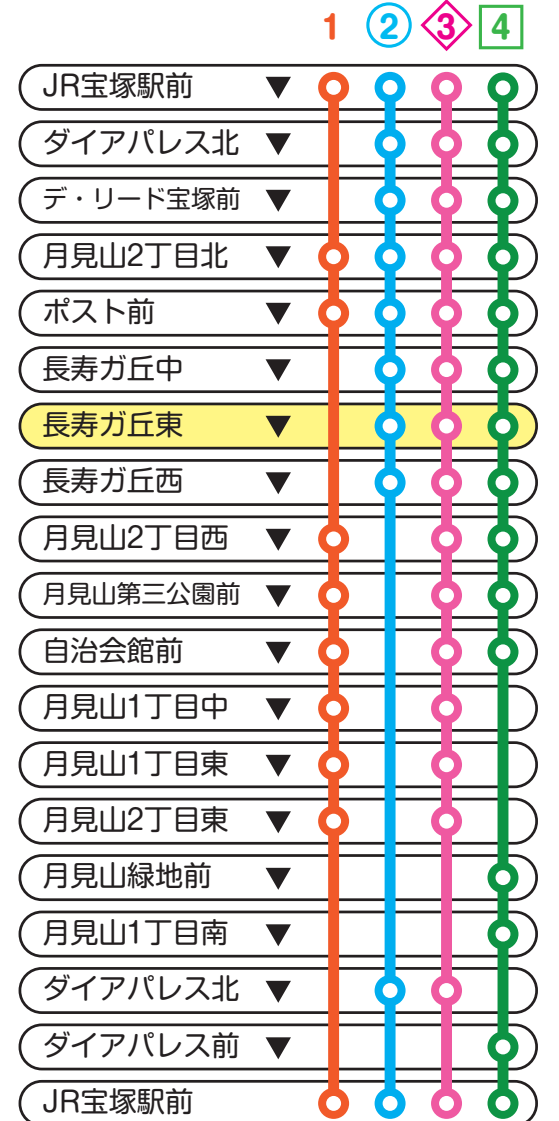 1 2 3 4
JR宝塚駅前 ▼
ダイアパレス北 ▼
デ・リード宝塚前 ▼
月見山2丁目北 ▼
ポスト前 ▼
長寿ガ丘中 ▼
長寿ガ丘東 ▼
長寿ガ丘西 ▼
月見山2丁目西 ▼
月見山第三公園前 ▼
自治会館前 ▼
月見山1丁目中 ▼
月見山1丁目東 ▼
月見山2丁目東 ▼
月見山緑地前 ▼
月見山1丁目南 ▼
ダイアパレス北 ▼
ダイアパレス前 ▼
JR宝塚駅前